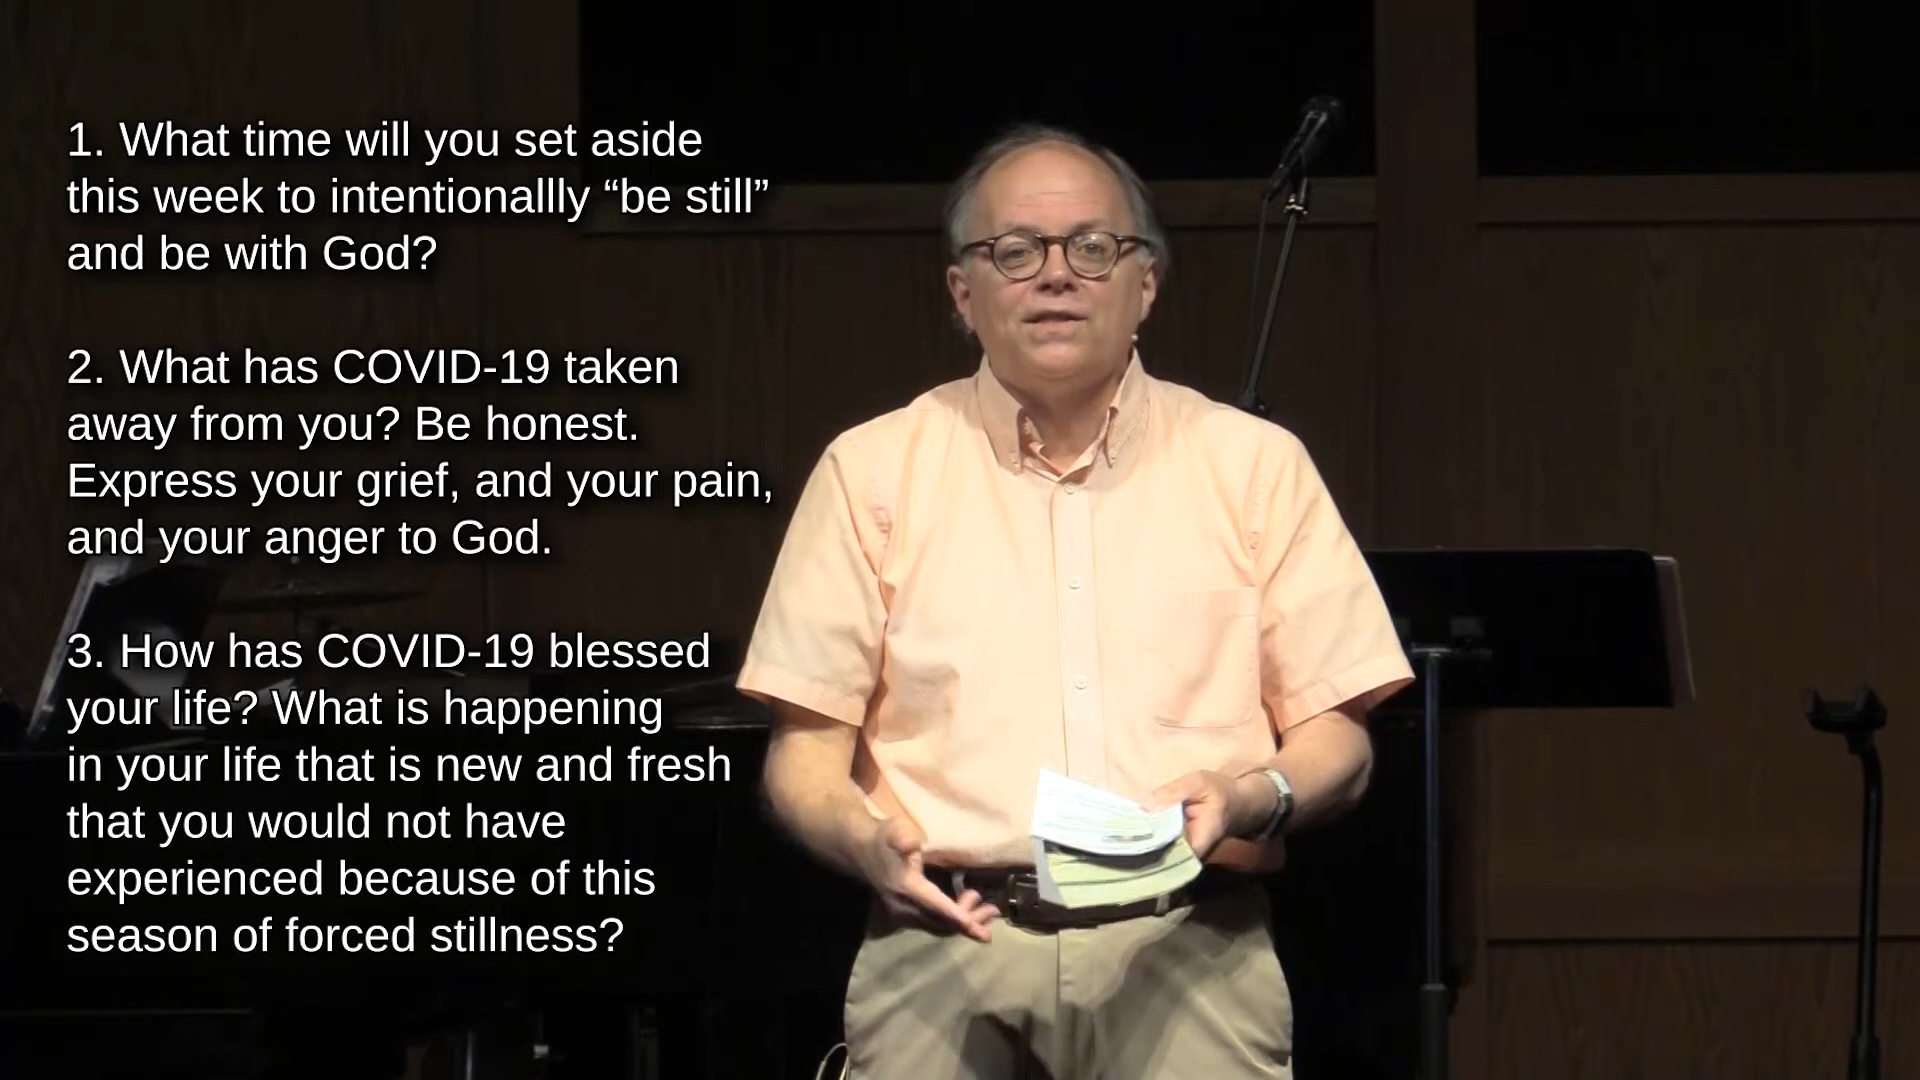 1. What time will you set aside
this week to intentionallly “be still”
and be with God?
2. What has COVID-19 taken
away from you? Be honest.
Express your grief, and your pain,
and your anger to God.
3. How has COVID-19 blessed
your life? What is happening
in your life that is new and fresh
that you would not have
experienced because of this
season of forced stillness?